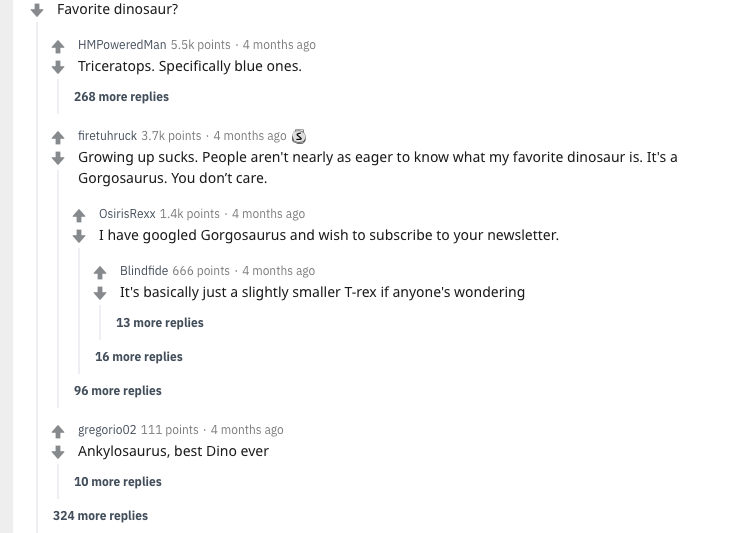 Favorite dinosaur?
HMPoweredMan 5.5k points · 4 months ago
Triceratops. Specifically blue ones.
268 more replies
firetuhruck 3.7k points · 4 months ago S
Growing up sucks. People aren't nearly as eager to know what my favorite dinosaur is. It's a
Gorgosaurus. You don’t care.
OsirisRexx 1.4k points · 4 months ago
I have googled Gorgosaurus and wish to subscribe to your newsletter.
Blindfide 666 points · 4 months ago
It's basically just a slightly smaller T-rex if anyone's wondering
13 more replies
16 more replies
96 more replies
gregorio02 111 points · 4 months ago
Ankylosaurus, best Dino ever
10 more replies
324 more replies